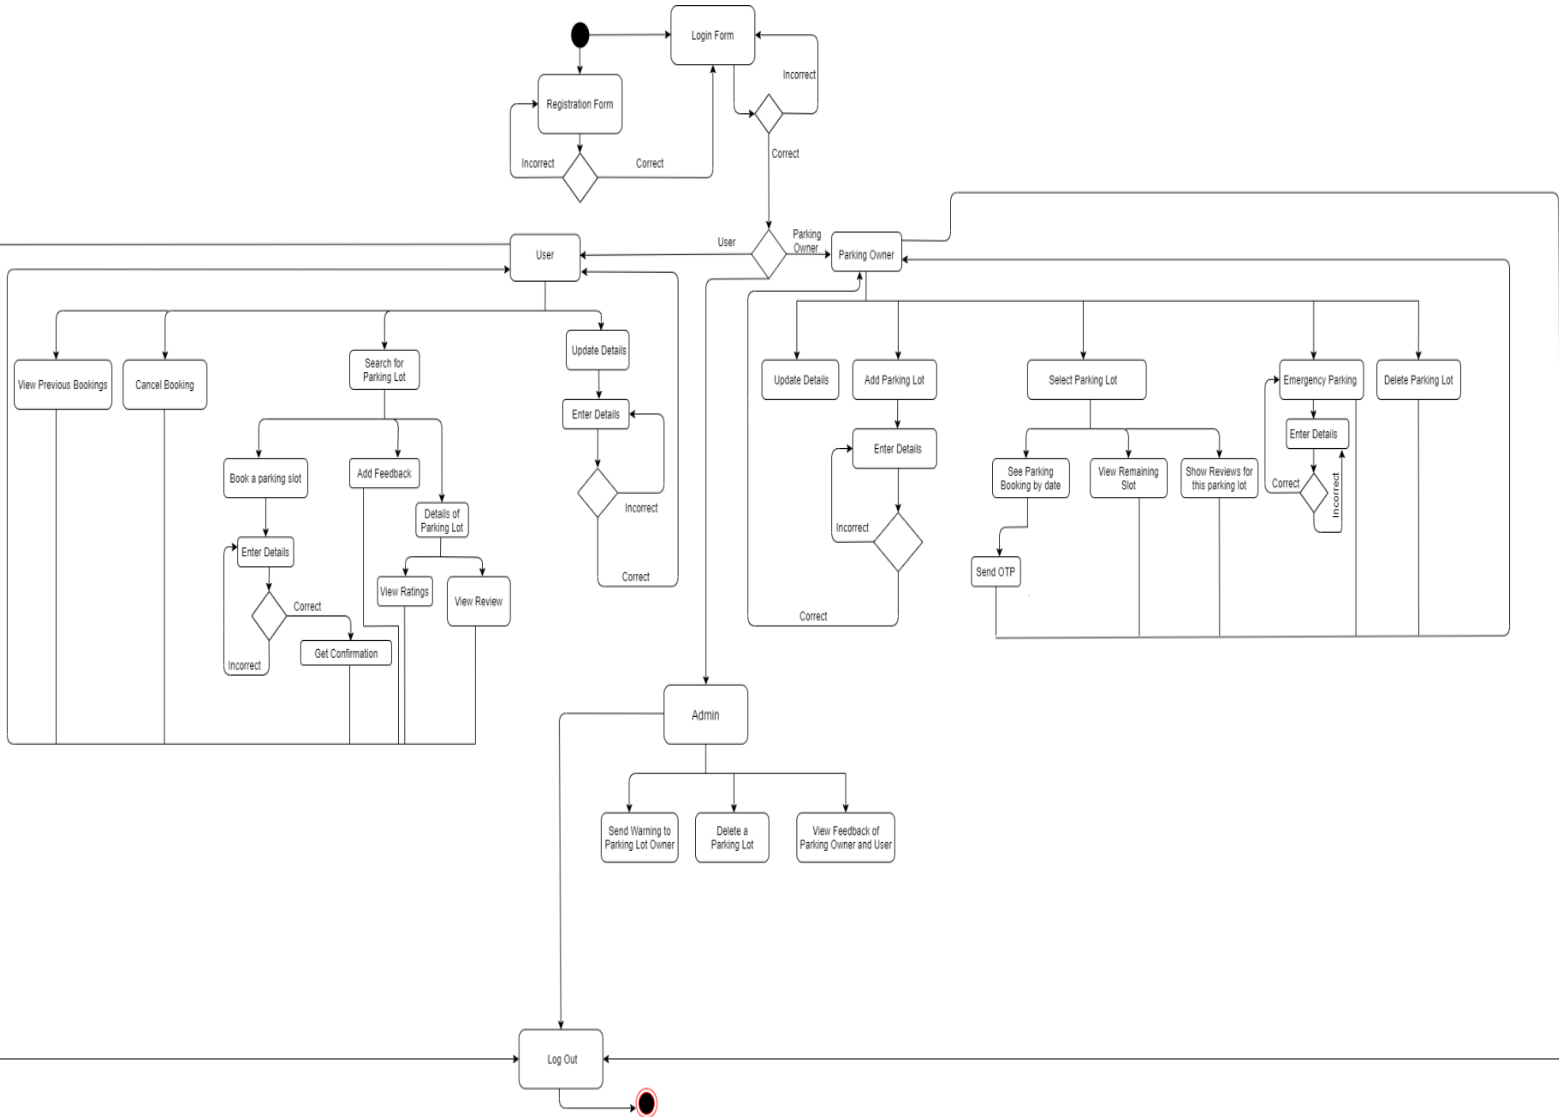 Login Form
Incorrect
Registration Form
Correct
Incorrect
Correct
User
Parking
Owner
User
Parking Owner
Update Details
Search for
Parking Lot
View Previous Bookings
Cancel Booking
Enter Details
Book a parking slot
Add Feedback
Incorrect
Details of
Parking Lot
Enter Details
Correct
View Ratings
View Review
Correct
Get Confirmation
Incorrect
Update Details
Add Parking Lot
Select Parking Lot
Emergency Parking
Delete Parking Lot
Enter Details
Enter Details
See Parking
Booking by date
View Remaining
Slot
Show Reviews for
this parking lot
Correct
Incorrect
Incorrect
Send OTP
Correct
Admin
Send Warning to
Parking Lot Owner
Delete a
Parking Lot
View Feedback of
Parking Owner and User
Log Out